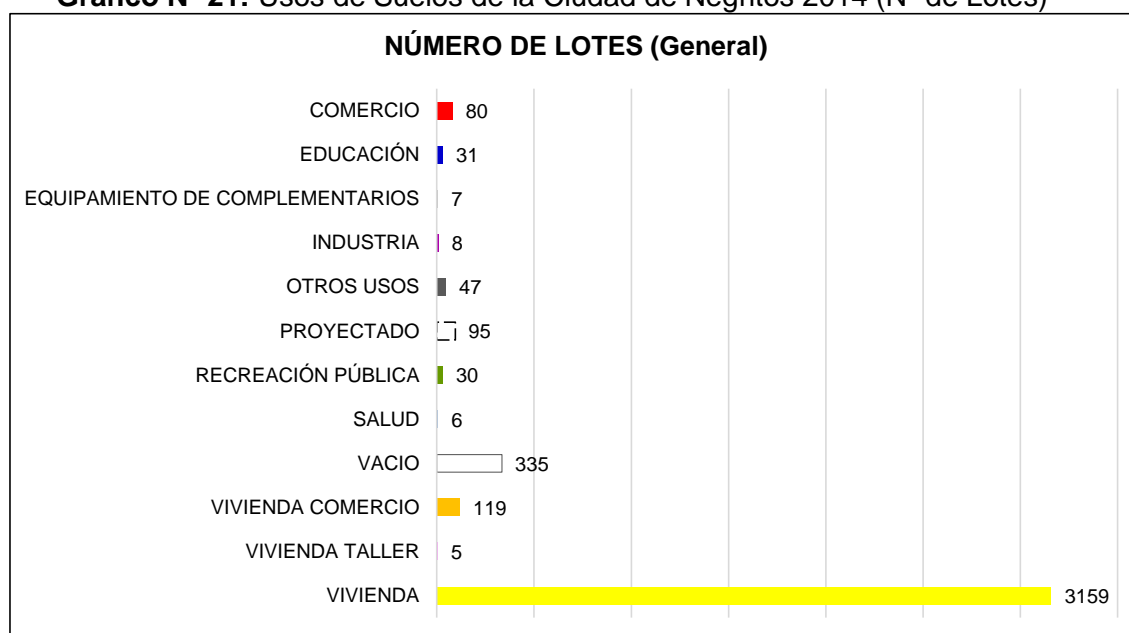 Gráfico N° 21: Usos de Suelos de la Ciudad de Negritos 2014 (N° de Lotes)
NÚMERO DE LOTES (General)
COMERCIO 80
EDUCACIÓN 31
EQUIPAMIENTO DE COMPLEMENTARIOS 7
INDUSTRIA 8
OTROS USOS 47
PROYECTADO 95
RECREACIÓN PÚBLICA 30
SALUD 6
VACIO 335
VIVIENDA COMERCIO 119
VIVIENDA TALLER 5
VIVIENDA 3159